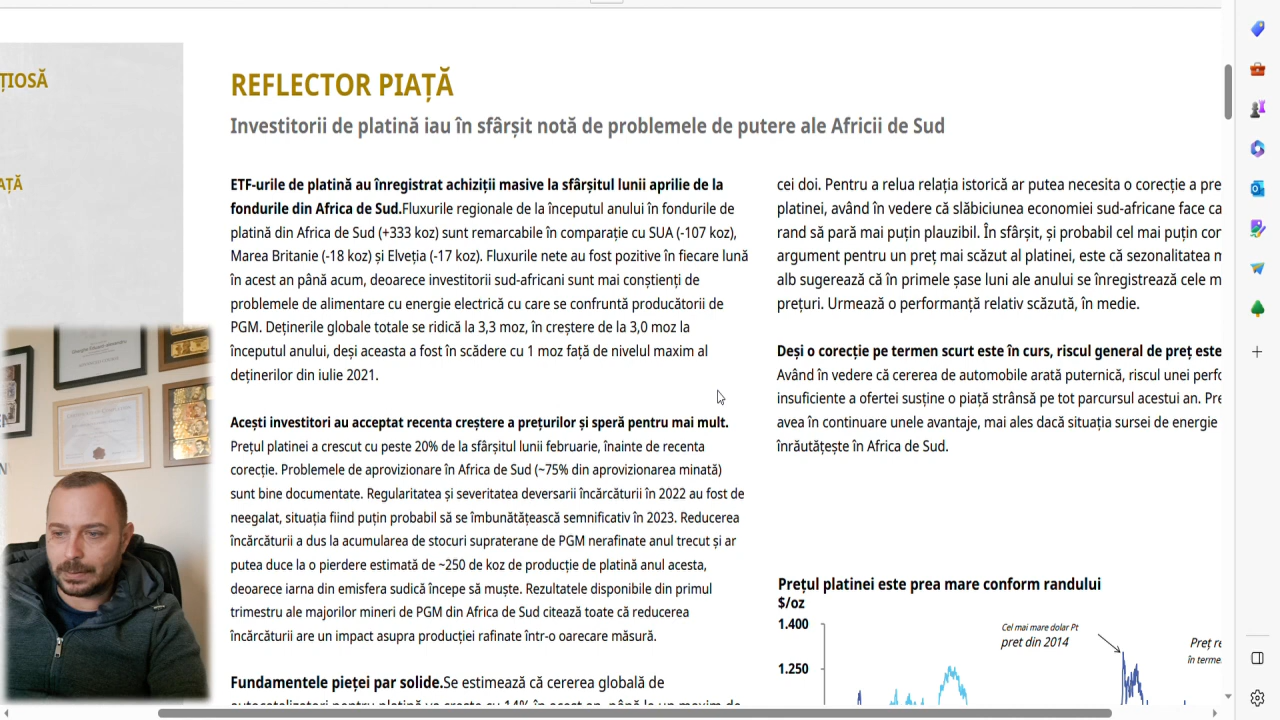 ȚIOSĂ
AȚĂ
REFLECTOR PIAȚĂ
Investitorii de platină iau în sfârșit notă de problemele de putere ale Africii de Sud
ETF-urile de platină au înregistrat achiziții masive la sfârșitul lunii aprilie de la
fondurile din Africa de Sud.Fluxurile regionale de la începutul anului în fondurile de
platină din Africa de Sud (+333 koz) sunt remarcabile în comparație cu SUA (-107 koz),
Marea Britanie (-18 koz) și Elveția (-17 koz). Fluxurile nete au fost pozitive în fiecare lună
în acest an până acum, deoarece investitorii sud-africani sunt mai conștienți de
problemele de alimentare cu energie electrică cu care se confruntă producătorii de
PGM. Deținerile globale totale se ridică la 3,3 moz, în creștere de la 3,0 moz la
începutul anului, deși aceasta a fost în scădere cu 1 moz față de nivelul maxim al
deținerilor din iulie 2021.
Acești investitori au acceptat recenta creștere a prețurilor și speră pentru mai mult.
Prețul platinei a crescut cu peste 20% de la sfârșitul lunii februarie, înainte de recenta
corecție. Problemele de aprovizionare în Africa de Sud (~75% din aprovizionarea minată)
sunt bine documentate. Regularitatea și severitatea deversarii încărcăturii în 2022 au fost de
neegalat, situația fiind puțin probabil să se îmbunătățească semnificativ în 2023. Reducerea
încărcăturii a dus la acumularea de stocuri supraterane de PGM nerafinate anul trecut și ar
putea duce la o pierdere estimată de ~250 de koz de producție de platină anul acesta,
deoarece iarna din emisfera sudică începe să muște. Rezultatele disponibile din primul
trimestru ale majorilor mineri de PGM din Africa de Sud citează toate că reducerea
încărcăturii are un impact asupra producției rafinate într-o oarecare măsură.
Fundamentele pieței par solide.Se estimează că cererea globală de
autocatalizatori pentru platină va crește cu 14% în acest an, până la un maxim de
cei doi. Pentru a relua relația istorică ar putea necesita o corecție a pre
platinei, având în vedere că slăbiciunea economiei sud-africane face ca
rand să pară mai puțin plauzibil. În sfârșit, și probabil cel mai puțin cor
argument pentru un preț mai scăzut al platinei, este că sezonalitatea m
alb sugerează că în primele șase luni ale anului se înregistrează cele m
prețuri. Urmează o performanță relativ scăzută, în medie.
Deși o corecție pe termen scurt este în curs, riscul general de preț este
Având în vedere că cererea de automobile arată puternică, riscul unei perfo
insuficiente a ofertei susține o piață strânsă pe tot parcursul acestui an. Pre
avea în continuare unele avantaje, mai ales dacă situația sursei de energie
înrăutățește în Africa de Sud.
Prețul platinei este prea mare conform randului
$/oz
1.400
Cel mai mare dolar Pt
pret din 2014
Preț re
în terme
1.250